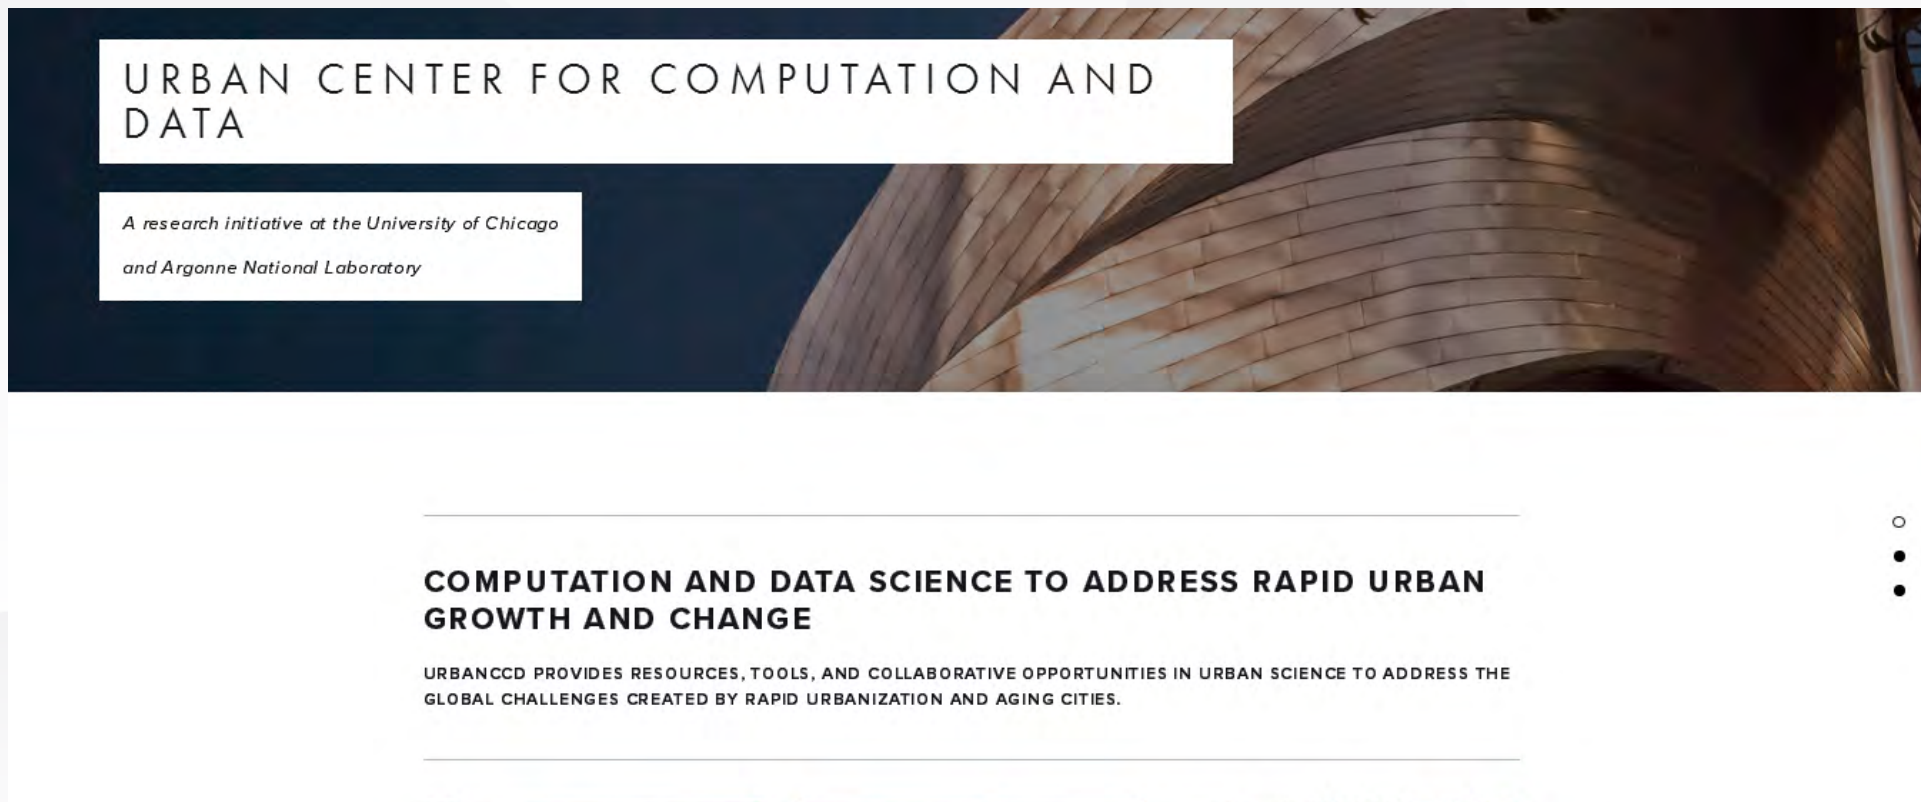 URBAN CENTER FOR COMPUTATION AND
DATA
A research initiative at the University of Chicago
and Argonne National Laboratory
COMPUTATION AND DATA SCIENCE TO ADDRESS RAPID URBAN
GROWTH AND CHANGE
URBANCCD PROVIDES RESOURCES, TOOLS, AND COLLABORATIVE OPPORTUNITIES IN URBAN SCIENCE TO ADDRESS THE
GLOBAL CHALLENGES CREATED BY RAPID URBANIZATION AND AGING CITIES.